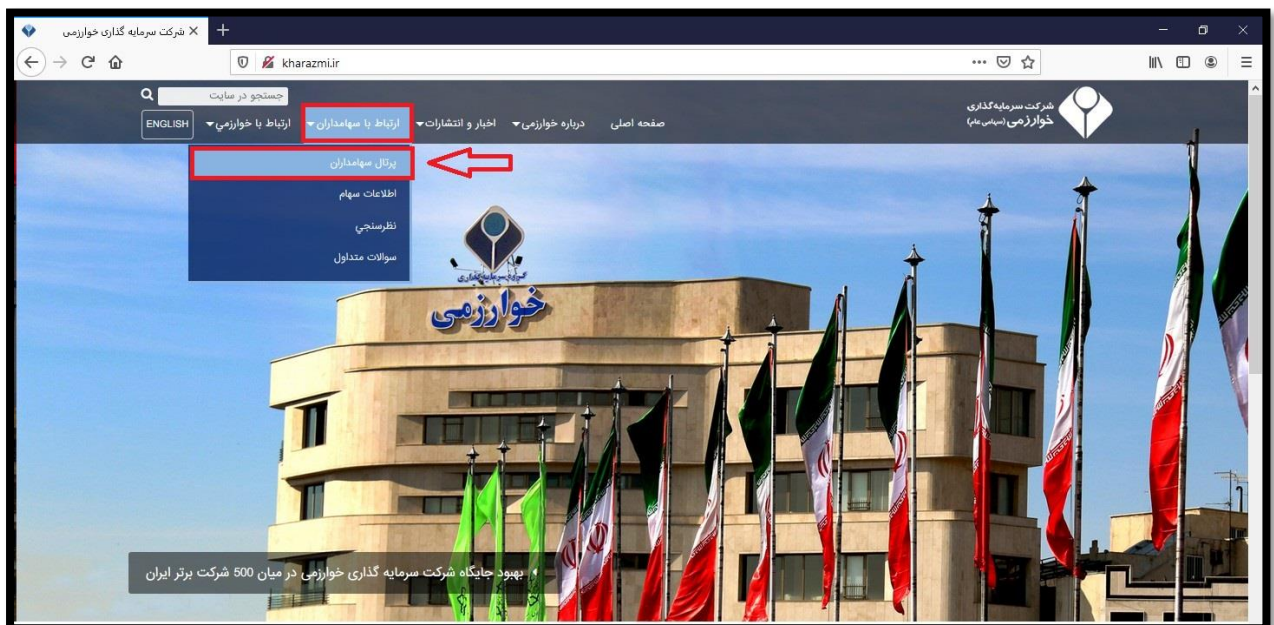 شرکت سرمایه گذاری خوارزمی
kharazmi.ir
جستجو در سایت
شرکت سرمایه‌گذاری
خوارزمی (سهامی عام)
صفحه اصلی
درباره خوارزمی
اخبار و انتشارات
ارتباط با سهامداران
ارتباط با خوارزمي
ENGLISH
پرتال سهامداران
اطلاعات سهام
نظرسنجي
سوالات متداول
خوارزمی
بهبود جایگاه شرکت سرمایه گذاری خوارزمی در میان 500 شرکت برتر ایران